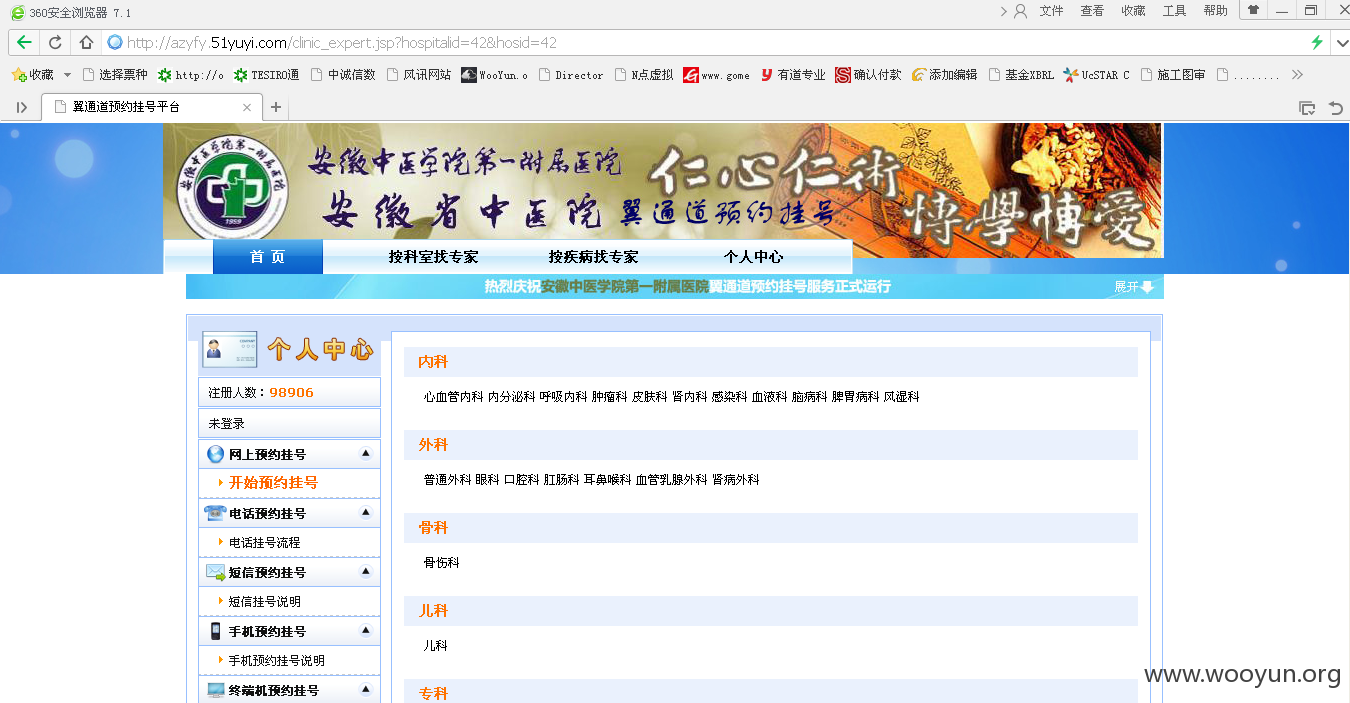 360安全浏览器 7.1
文件 查看 收藏 工具 帮助
http://azyfy.51yuyi.com/clinic_expert.jsp?hospitalid=42&hosid=42
收藏 选择票种 http://o TESIRO通 中诚信数 风讯网站 WooYun.o Director N点虚拟 www.gome 有道专业 确认付款 添加编辑 基金XBRL UcSTAR C 施工图审 ........
翼通道预约挂号平台
安徽中医学院第一附属医院
安徽省中医院 翼通道预约挂号
仁心仁術
博學博愛
安徽中医学院第一附属医院
1959
首 页 按科室找专家 按疾病找专家 个人中心
热烈庆祝安徽中医学院第一附属医院翼通道预约挂号服务正式运行
展开
个人中心
注册人数：98906
未登录
网上预约挂号
开始预约挂号
电话预约挂号
电话挂号流程
短信预约挂号
短信挂号说明
手机预约挂号
手机预约挂号说明
终端机预约挂号
内科
心血管内科 内分泌科 呼吸内科 肿瘤科 皮肤科 肾内科 感染科 血液科 脑病科 脾胃病科 风湿科
外科
普通外科 眼科 口腔科 肛肠科 耳鼻喉科 血管乳腺外科 肾病外科
骨科
骨伤科
儿科
儿科
专科
www.wooyun.org